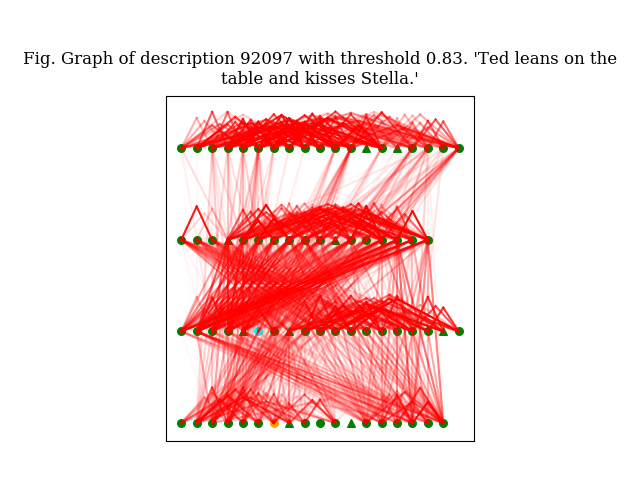 Fig. Graph of description 92097 with threshold 0.83. 'Ted leans on the
table and kisses Stella.'